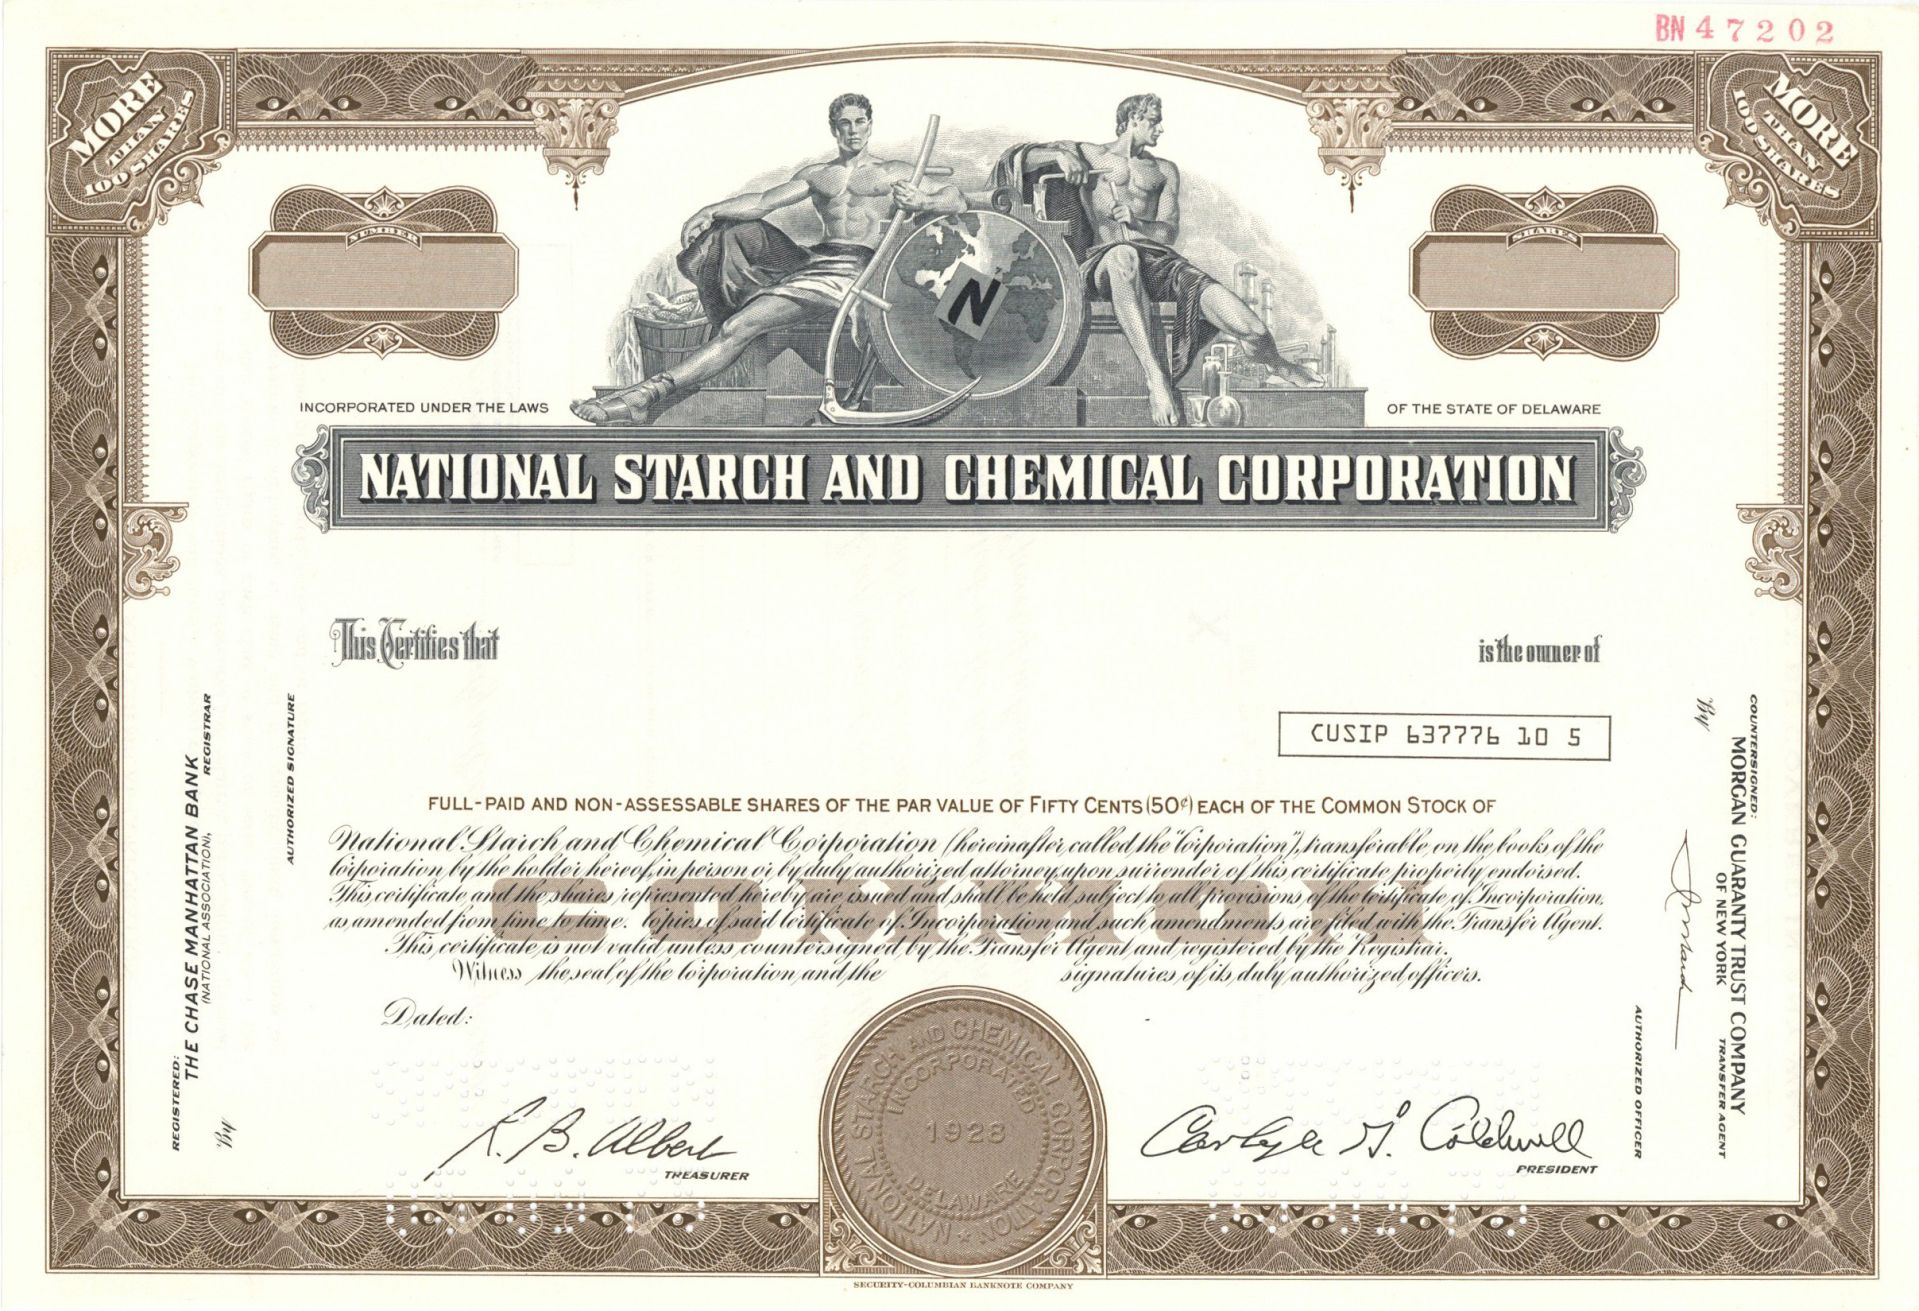 BN 47202
MORE
THAN
100 SHARES
MORE
THAN
100 SHARES
NUMBER
SHARES
N
INCORPORATED UNDER THE LAWS
OF THE STATE OF DELAWARE
NATIONAL STARCH AND CHEMICAL CORPORATION
This Certifies that
is the owner of
CUSIP 637776 10 5
FULL-PAID AND NON-ASSESSABLE SHARES OF THE PAR VALUE OF FIFTY CENTS (50¢) EACH OF THE COMMON STOCK OF
National Starch and Chemical Corporation (hereinafter called the "Corporation"), transferable on the books of the
Corporation by the holder hereof, in person or by duly authorized attorney, upon surrender of this certificate properly endorsed.
This certificate and the shares represented hereby are issued and shall be held subject to all provisions of the Certificate of Incorporation,
as amended from time to time. Copies of said Certificate of Incorporation and such amendments are filed with the Transfer Agent.
This certificate is not valid unless countersigned by the Transfer Agent and registered by the Registrar.
Witness the seal of the Corporation and the signatures of its duly authorized officers.
Dated:
COMMON
REGISTERED:
THE CHASE MANHATTAN BANK
(NATIONAL ASSOCIATION),
REGISTRAR
By
AUTHORIZED SIGNATURE
COUNTERSIGNED:
MORGAN GUARANTY TRUST COMPANY
OF NEW YORK
TRANSFER AGENT
By
AUTHORIZED OFFICER
R. B. Albert
TREASURER
NATIONAL STARCH AND CHEMICAL CORPORATION
INCORPORATED
1928
DELAWARE
Carlyle G. Caldwell
PRESIDENT
SECURITY-COLUMBIAN BANKNOTE COMPANY